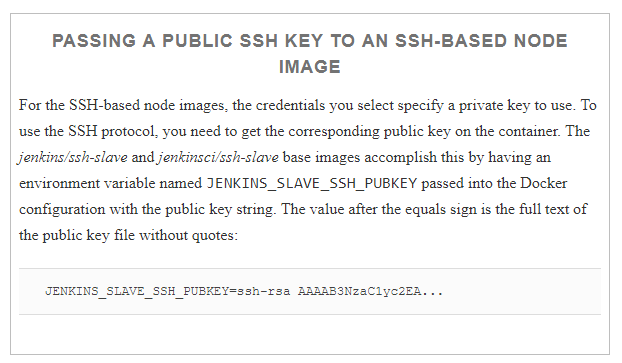 PASSING A PUBLIC SSH KEY TO AN SSH-BASED NODE
IMAGE
For the SSH-based node images, the credentials you select specify a private key to use. To
use the SSH protocol, you need to get the corresponding public key on the container. The
jenkins/ssh-slave and jenkinsci/ssh-slave base images accomplish this by having an
environment variable named JENKINS_SLAVE_SSH_PUBKEY passed into the Docker
configuration with the public key string. The value after the equals sign is the full text of
the public key file without quotes:
JENKINS_SLAVE_SSH_PUBKEY=ssh-rsa AAAAB3NzaC1yc2EA...